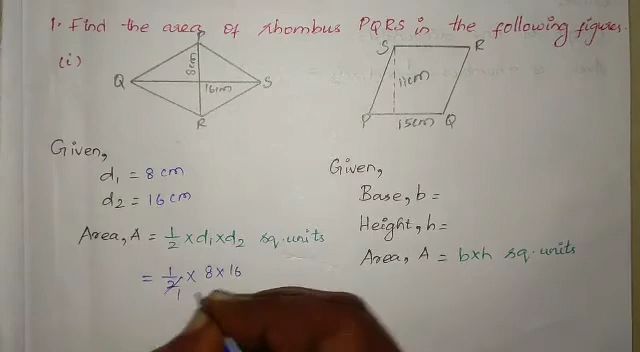 1. Find the area of rhombus PQRS in the following figures.
(i)
P
8cm
Q
16cm
S
R
S
R
11cm
P
15cm
Q
Given,
d1 = 8 cm
d2 = 16 cm
Area, A = 1/2 × d1 × d2 sq. units
= 1/2 × 8 × 16
1
Given,
Base, b =
Height, h =
Area, A = b×h sq. units